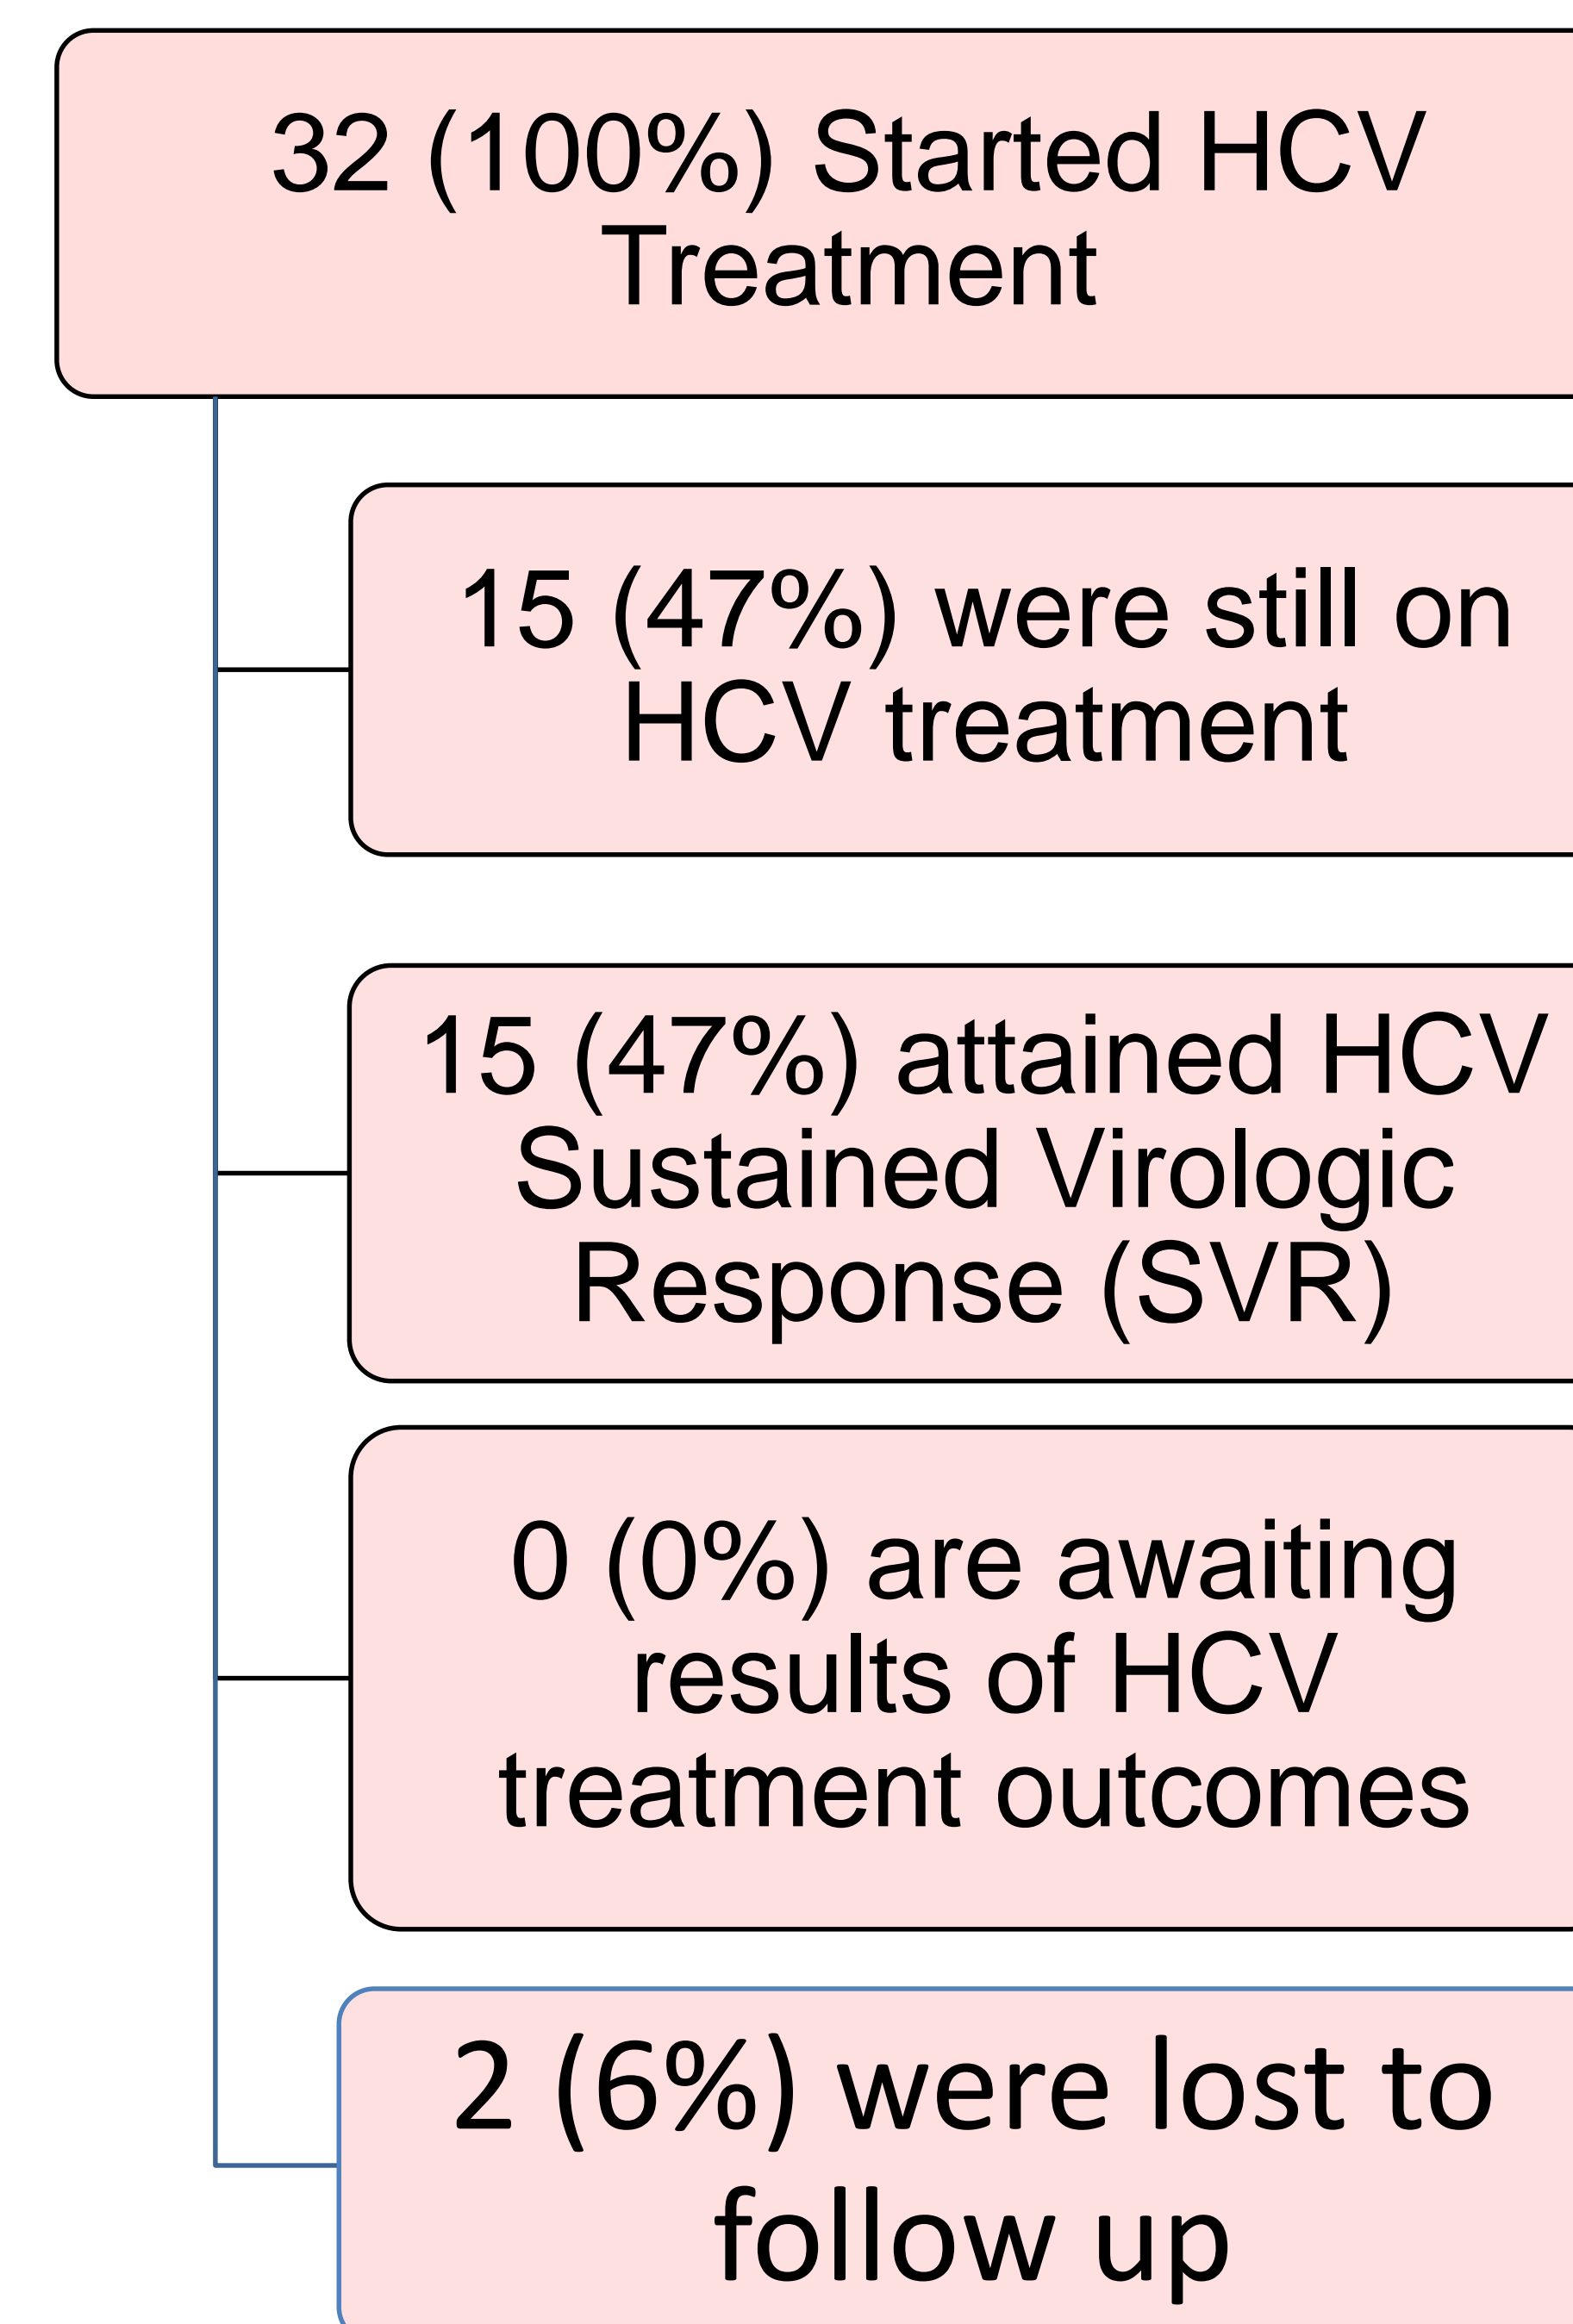 32 (100%) Started HCV
Treatment
15 (47%) were still on
HCV treatment
15 (47%) attained HCV
Sustained Virologic
Response (SVR)
0 (0%) are awaiting
results of HCV
treatment outcomes
2 (6%) were lost to
follow up